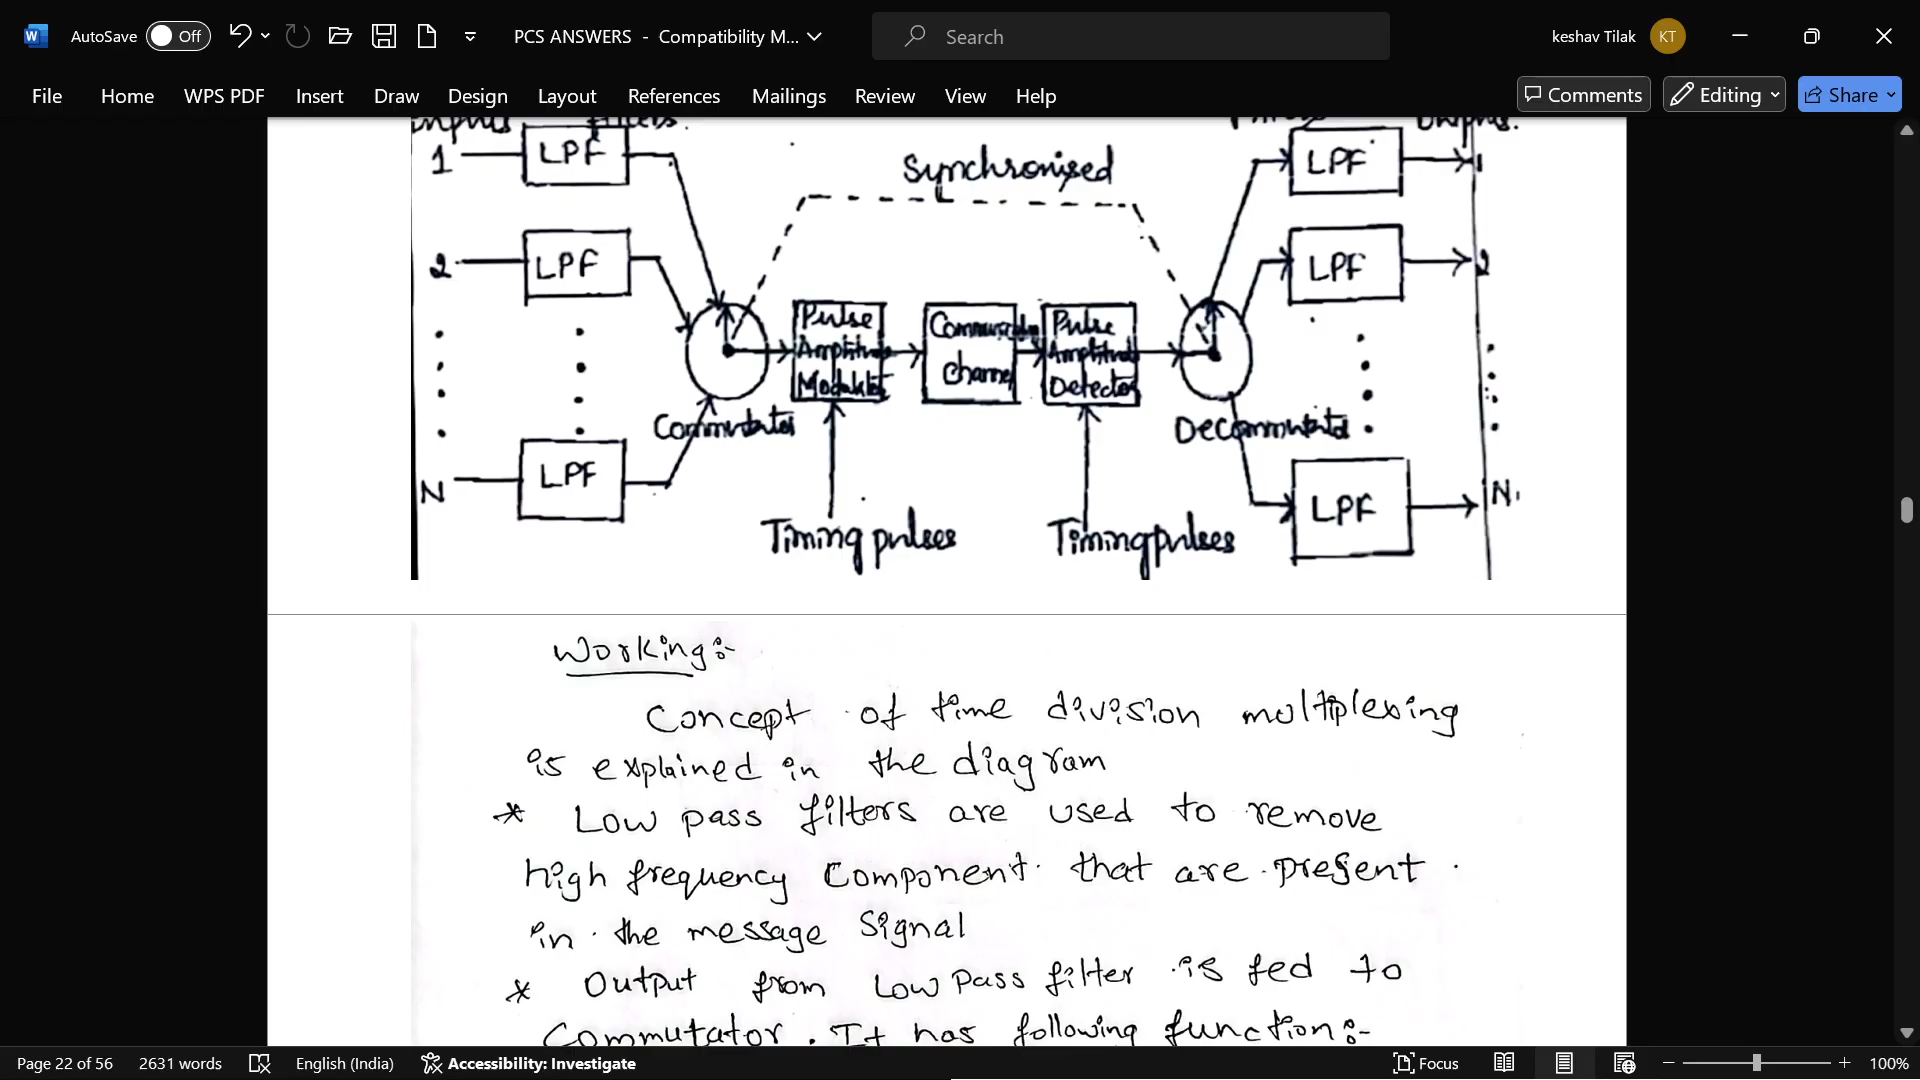 AutoSave Off PCS ANSWERS - Compatibility M... Search keshav Tilak KT
File Home WPS PDF Insert Draw Design Layout References Mailings Review View Help Comments Editing Share
inputs
1 LPF Synchronised LPF 1
2 LPF LPF 2
Pulse Amplitude Modulator
channel
Pulse Amplitude Detector
Commutator Decommutator
N LPF LPF N.
Timing pulses Timing pulses
Working:-
Concept of time division multiplexing
is explained in the diagram
* Low pass filters are used to remove
high frequency component that are present
in the message signal
* Output from Low pass filter is fed to
Commutator. It has following function:-
Page 22 of 56 2631 words English (India) Accessibility: Investigate Focus 100%